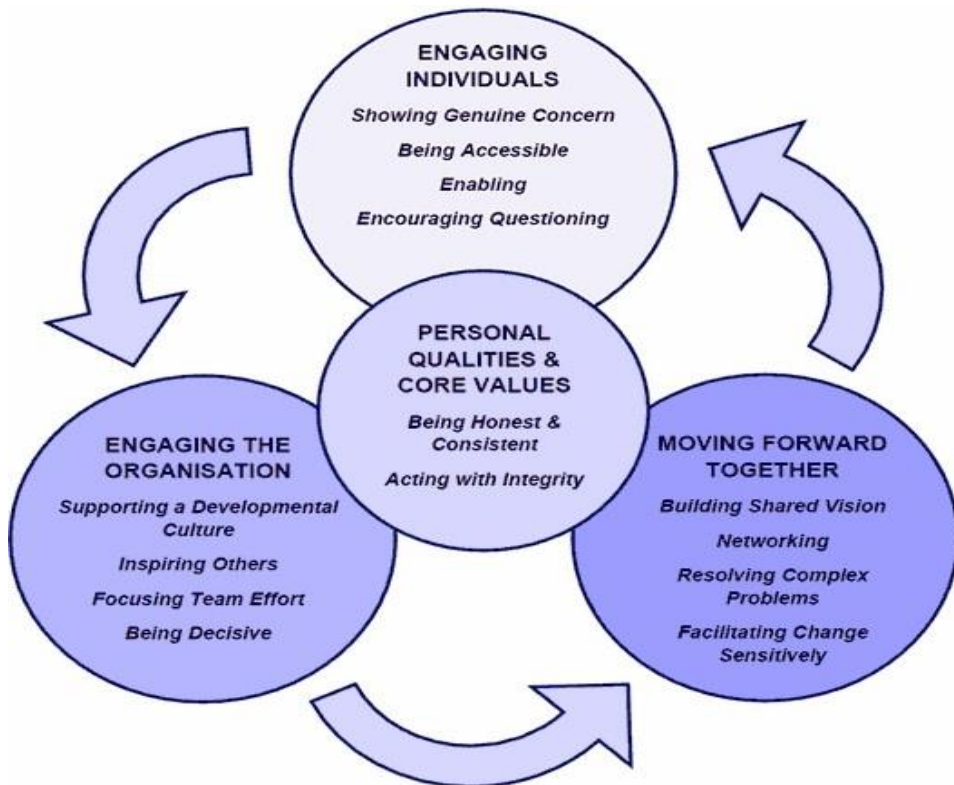 ENGAGING
INDIVIDUALS
Showing Genuine Concern
Being Accessible
Enabling
Encouraging Questioning
PERSONAL
QUALITIES &
CORE VALUES
Being Honest &
Consistent
Acting with Integrity
ENGAGING THE
ORGANISATION
Supporting a Developmental
Culture
Inspiring Others
Focusing Team Effort
Being Decisive
MOVING FORWARD
TOGETHER
Building Shared Vision
Networking
Resolving Complex
Problems
Facilitating Change
Sensitively